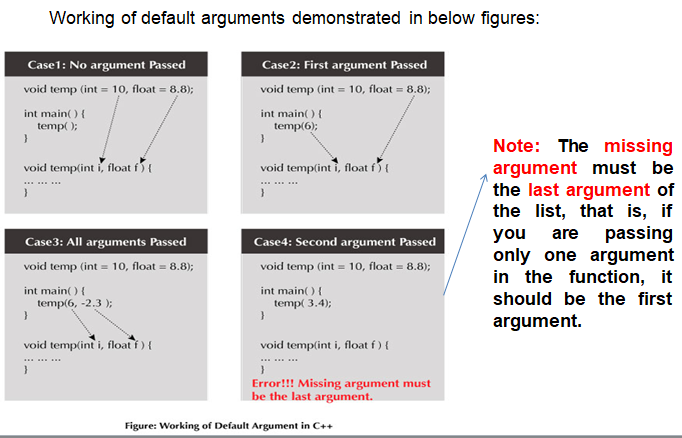 Working of default arguments demonstrated in below figures:
Case1: No argument Passed
void temp (int = 10, float = 8.8);
int main( ) {
temp( );
}
void temp(int i, float f ) {
... ... ...
}
Case2: First argument Passed
void temp (int = 10, float = 8.8);
int main( ) {
temp(6);
}
void temp(int i, float f ) {
... ... ...
}
Case3: All arguments Passed
void temp (int = 10, float = 8.8);
int main( ) {
temp(6, -2.3 );
}
void temp(int i, float f ) {
... ... ...
}
Case4: Second argument Passed
void temp (int = 10, float = 8.8);
int main( ) {
temp( 3.4);
}
void temp(int i, float f ) {
... ... ...
}
Error!!! Missing argument must
be the last argument.
Figure: Working of Default Argument in C++
Note: The missing
argument must be
the last argument of
the list, that is, if
you are passing
only one argument
in the function, it
should be the first
argument.